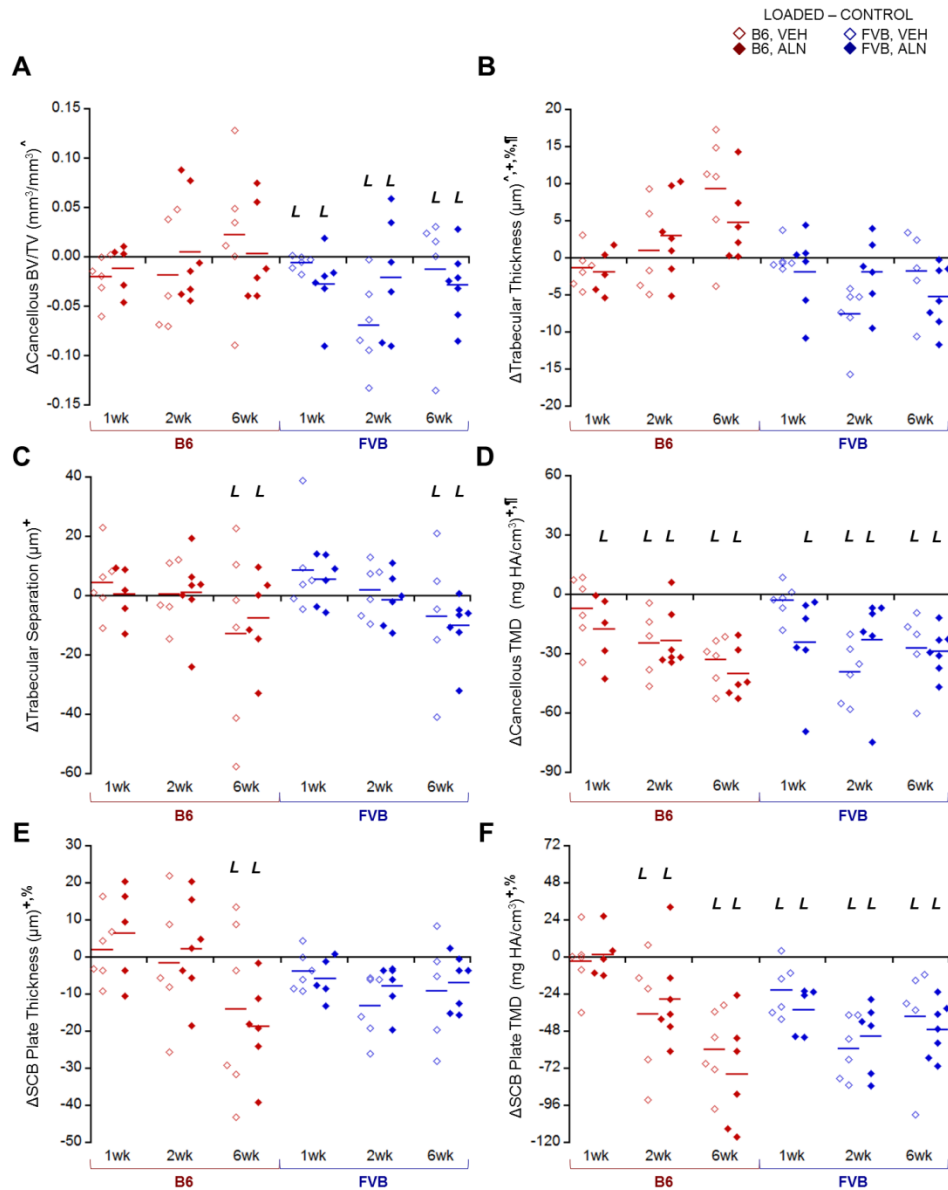 LOADED – CONTROL
B6, VEH FVB, VEH
B6, ALN FVB, ALN
A
ΔCancellous BV/TV (mm³/mm³)^
0.15
0.10
0.05
0.00
-0.05
-0.10
-0.15
L L L L L L
1wk 2wk 6wk 1wk 2wk 6wk
B6 FVB
B
ΔTrabecular Thickness (μm)^,+,%,¶
20
15
10
5
0
-5
-10
-15
-20
1wk 2wk 6wk 1wk 2wk 6wk
B6 FVB
C
ΔTrabecular Separation (μm)+
40
20
0
-20
-40
-60
L L L L
1wk 2wk 6wk 1wk 2wk 6wk
B6 FVB
D
ΔCancellous TMD (mg HA/cm³)+,¶
60
30
0
-30
-60
-90
L L L L L L L L L L
1wk 2wk 6wk 1wk 2wk 6wk
B6 FVB
E
ΔSCB Plate Thickness (μm)+,%
30
20
10
0
-10
-20
-30
-40
-50
L L
1wk 2wk 6wk 1wk 2wk 6wk
B6 FVB
F
ΔSCB Plate TMD (mg HA/cm³)+,%
72
48
24
0
-24
-48
-72
-96
-120
L L L L L L L L L L
1wk 2wk 6wk 1wk 2wk 6wk
B6 FVB